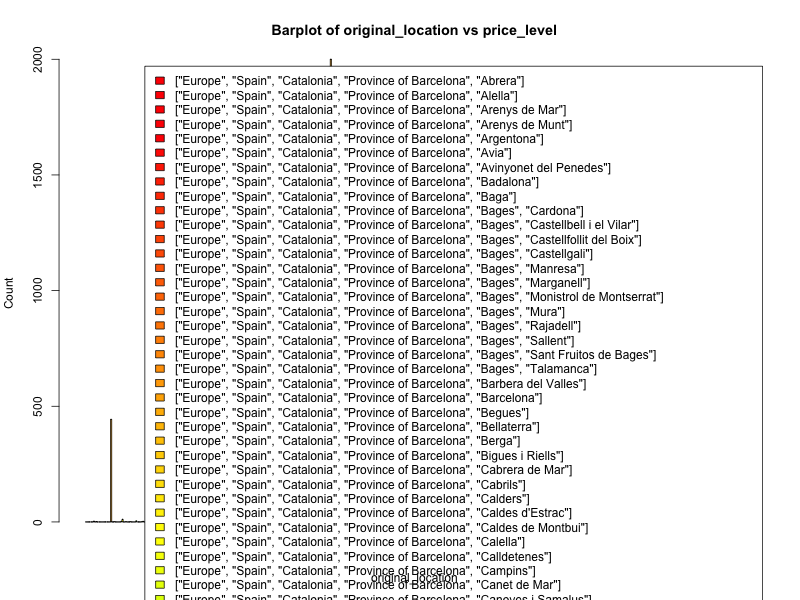 Barplot of original_location vs price_level
2000
1500
1000
500
0
Count
["Europe", "Spain", "Catalonia", "Province of Barcelona", "Abrera"]
["Europe", "Spain", "Catalonia", "Province of Barcelona", "Alella"]
["Europe", "Spain", "Catalonia", "Province of Barcelona", "Arenys de Mar"]
["Europe", "Spain", "Catalonia", "Province of Barcelona", "Arenys de Munt"]
["Europe", "Spain", "Catalonia", "Province of Barcelona", "Argentona"]
["Europe", "Spain", "Catalonia", "Province of Barcelona", "Avia"]
["Europe", "Spain", "Catalonia", "Province of Barcelona", "Avinyonet del Penedes"]
["Europe", "Spain", "Catalonia", "Province of Barcelona", "Badalona"]
["Europe", "Spain", "Catalonia", "Province of Barcelona", "Baga"]
["Europe", "Spain", "Catalonia", "Province of Barcelona", "Bages", "Cardona"]
["Europe", "Spain", "Catalonia", "Province of Barcelona", "Bages", "Castellbell i el Vilar"]
["Europe", "Spain", "Catalonia", "Province of Barcelona", "Bages", "Castellfollit del Boix"]
["Europe", "Spain", "Catalonia", "Province of Barcelona", "Bages", "Castellgali"]
["Europe", "Spain", "Catalonia", "Province of Barcelona", "Bages", "Manresa"]
["Europe", "Spain", "Catalonia", "Province of Barcelona", "Bages", "Marganell"]
["Europe", "Spain", "Catalonia", "Province of Barcelona", "Bages", "Monistrol de Montserrat"]
["Europe", "Spain", "Catalonia", "Province of Barcelona", "Bages", "Mura"]
["Europe", "Spain", "Catalonia", "Province of Barcelona", "Bages", "Rajadell"]
["Europe", "Spain", "Catalonia", "Province of Barcelona", "Bages", "Sallent"]
["Europe", "Spain", "Catalonia", "Province of Barcelona", "Bages", "Sant Fruitos de Bages"]
["Europe", "Spain", "Catalonia", "Province of Barcelona", "Bages", "Talamanca"]
["Europe", "Spain", "Catalonia", "Province of Barcelona", "Barbera del Valles"]
["Europe", "Spain", "Catalonia", "Province of Barcelona", "Barcelona"]
["Europe", "Spain", "Catalonia", "Province of Barcelona", "Begues"]
["Europe", "Spain", "Catalonia", "Province of Barcelona", "Bellaterra"]
["Europe", "Spain", "Catalonia", "Province of Barcelona", "Berga"]
["Europe", "Spain", "Catalonia", "Province of Barcelona", "Bigues i Riells"]
["Europe", "Spain", "Catalonia", "Province of Barcelona", "Cabrera de Mar"]
["Europe", "Spain", "Catalonia", "Province of Barcelona", "Cabrils"]
["Europe", "Spain", "Catalonia", "Province of Barcelona", "Calders"]
["Europe", "Spain", "Catalonia", "Province of Barcelona", "Caldes d'Estrac"]
["Europe", "Spain", "Catalonia", "Province of Barcelona", "Caldes de Montbui"]
["Europe", "Spain", "Catalonia", "Province of Barcelona", "Calella"]
["Europe", "Spain", "Catalonia", "Province of Barcelona", "Calldetenes"]
["Europe", "Spain", "Catalonia", "Province of Barcelona", "Campins"]
original_location
["Europe", "Spain", "Catalonia", "Province of Barcelona", "Canet de Mar"]
["Europe", "Spain", "Catalonia", "Province of Barcelona", "Canoves i Samalus"]